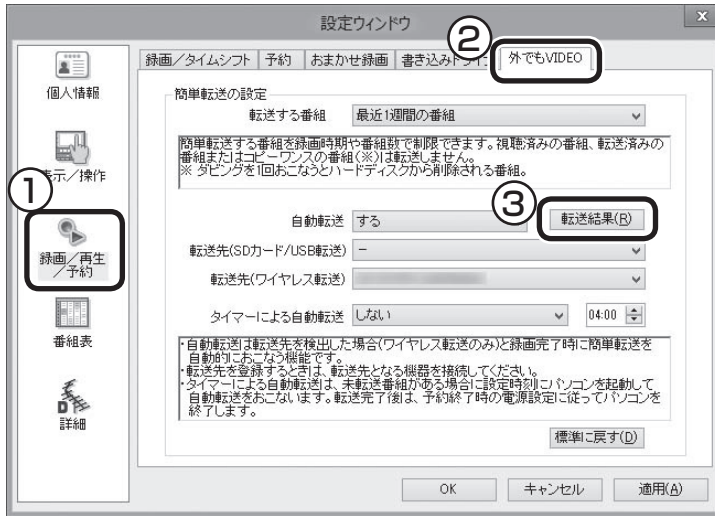 設定ウィンドウ
x
①
②
③
個人情報
表示／操作
録画／再生
／予約
番組表
詳細
録画／タイムシフト
予約
おまかせ録画
書き込みドライブ
外でもVIDEO
簡単転送の設定
転送する番組 最近1週間の番組
簡単転送する番組を録画時期や番組数で制限できます。視聴済みの番組、転送済みの
番組またはコピーワンスの番組(※)は転送しません。
※ ダビングを1回おこなうとハードディスクから削除される番組。
自動転送 する
転送結果(R)
転送先(SDカード/USB転送) −
転送先(ワイヤレス転送)
タイマーによる自動転送 しない 04:00
・自動転送は転送先を検出した場合(ワイヤレス転送のみ)と録画完了時に簡単転送を
自動的におこなう機能です。
・転送先を登録するときは、転送先となる機器を接続してください。
・タイマーによる自動転送は、未転送番組がある場合に設定時刻にパソコンを起動して
自動転送をおこないます。転送完了後は、予約終了時の電源設定に従ってパソコンを
終了します。
標準に戻す(D)
OK
キャンセル
適用(A)